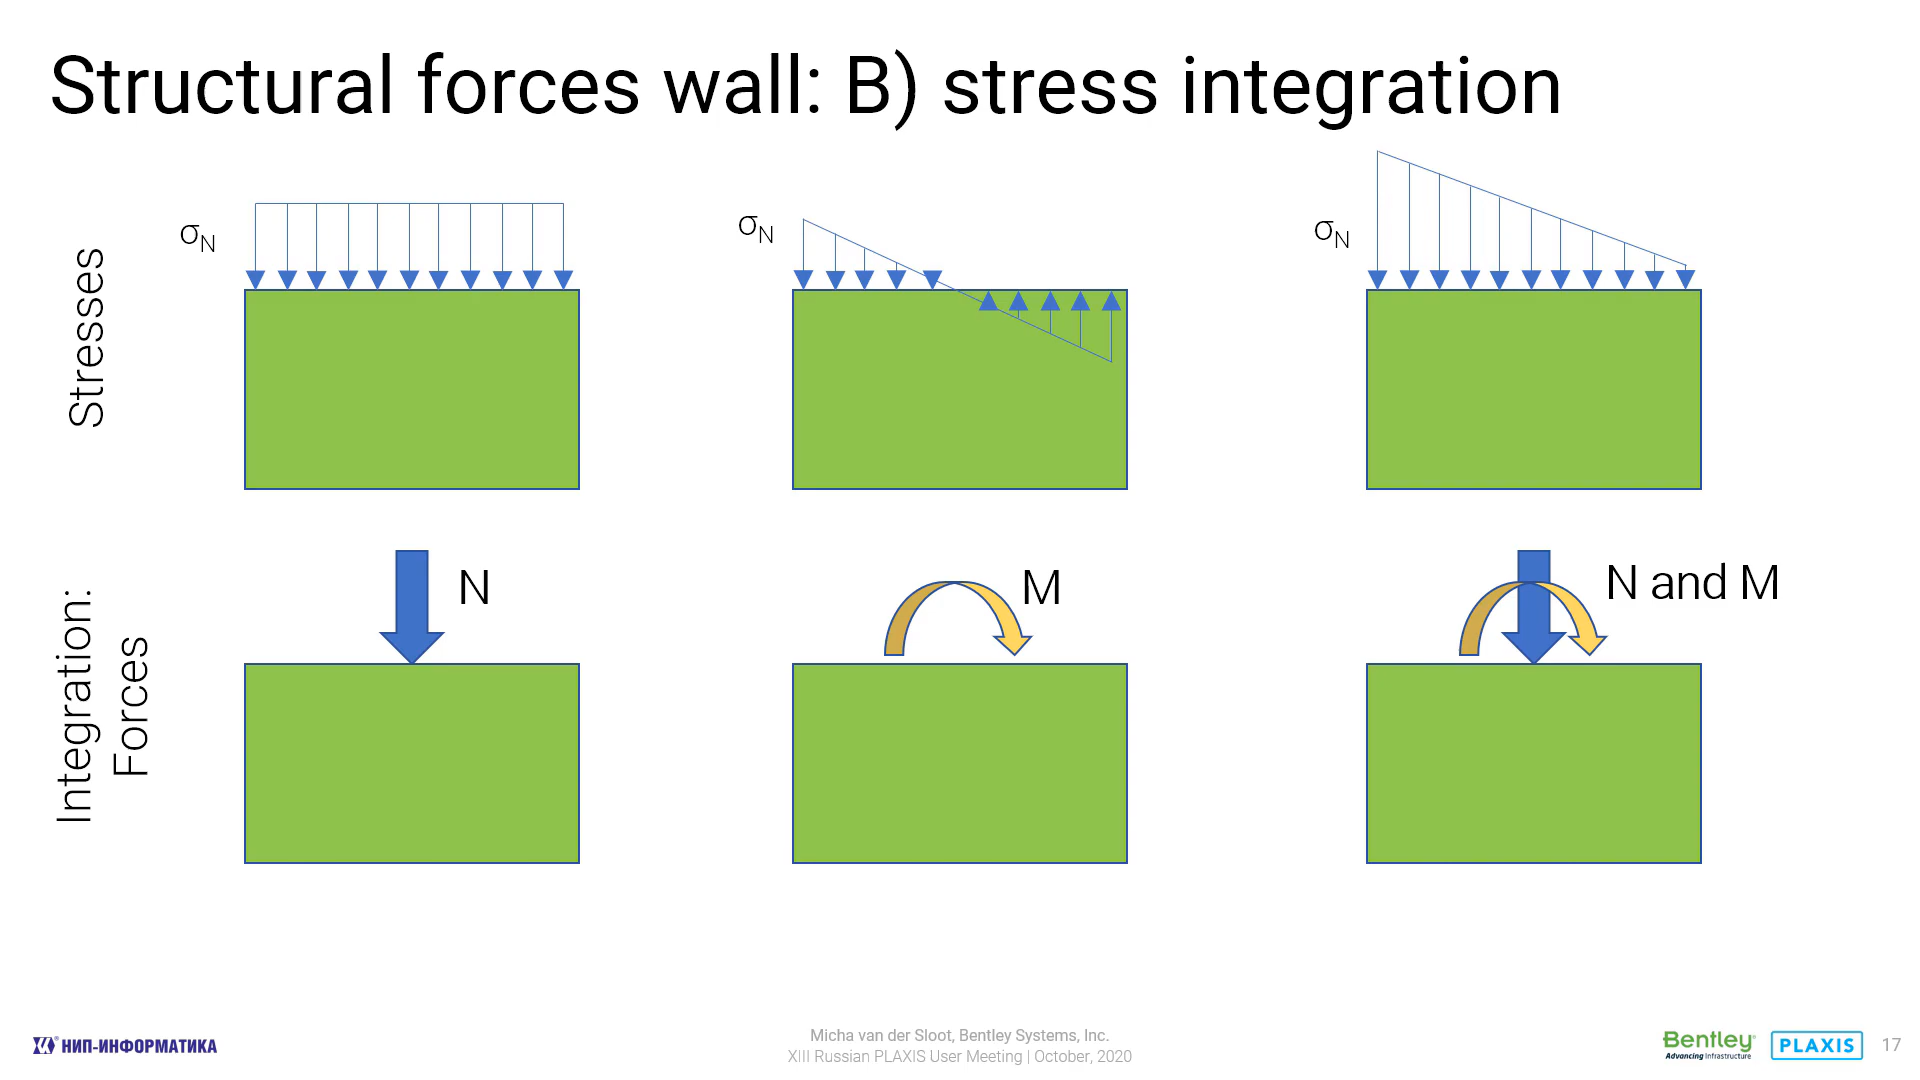 Structural forces wall: B) stress integration
Stresses
σN
σN
σN
Integration:
Forces
N
M
N and M
НИП-ИНФОРМАТИКА
Micha van der Sloot, Bentley Systems, Inc.
XIII Russian PLAXIS User Meeting | October, 2020
Bentley®
Advancing Infrastructure
PLAXIS
17